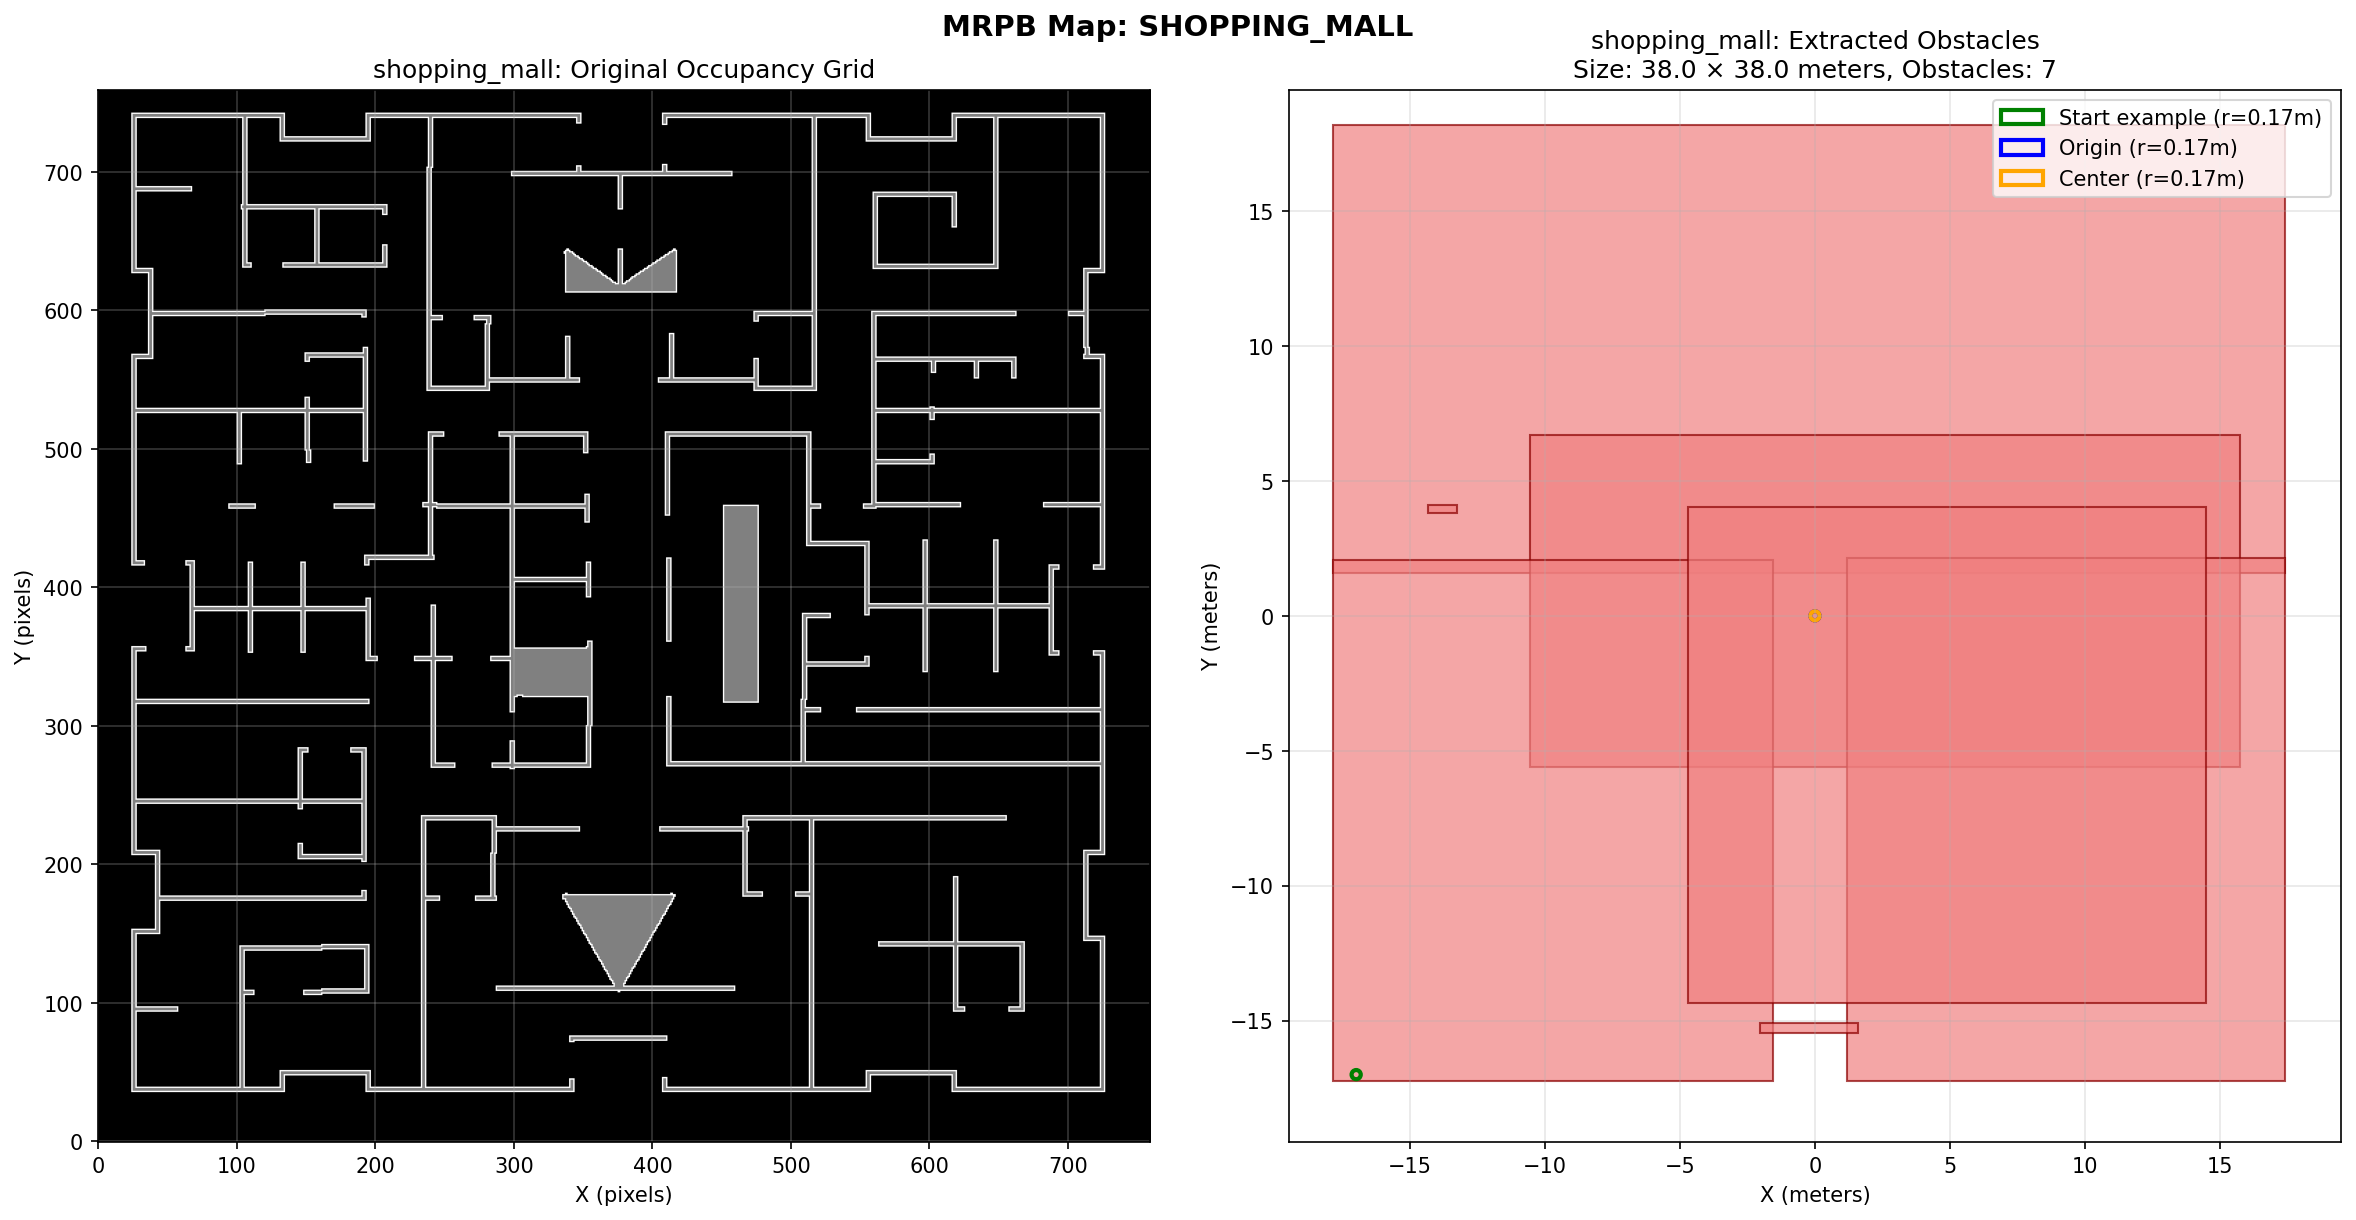 MRPB Map: SHOPPING_MALL
shopping_mall: Original Occupancy Grid
700
600
500
400
300
200
100
0
0 100 200 300 400 500 600 700
X (pixels)
Y (pixels)
shopping_mall: Extracted Obstacles
Size: 38.0 × 38.0 meters, Obstacles: 7
Start example (r=0.17m)
Origin (r=0.17m)
Center (r=0.17m)
15
10
5
0
−5
−10
−15
−15 −10 −5 0 5 10 15
X (meters)
Y (meters)